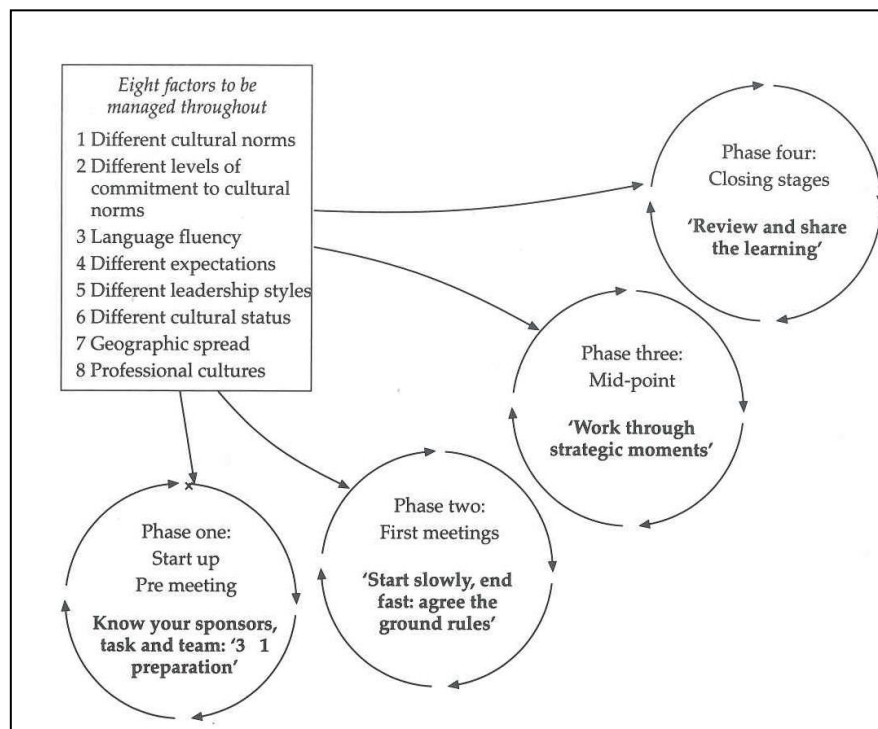 Eight factors to be
managed throughout
1 Different cultural norms
2 Different levels of
commitment to cultural
norms
3 Language fluency
4 Different expectations
5 Different leadership styles
6 Different cultural status
7 Geographic spread
8 Professional cultures
Phase four:
Closing stages
‘Review and share
the learning’
Phase three:
Mid-point
‘Work through
strategic moments’
Phase two:
First meetings
‘Start slowly, end
fast: agree the
ground rules’
Phase one:
Start up
Pre meeting
Know your sponsors,
task and team: ‘3 1
preparation’